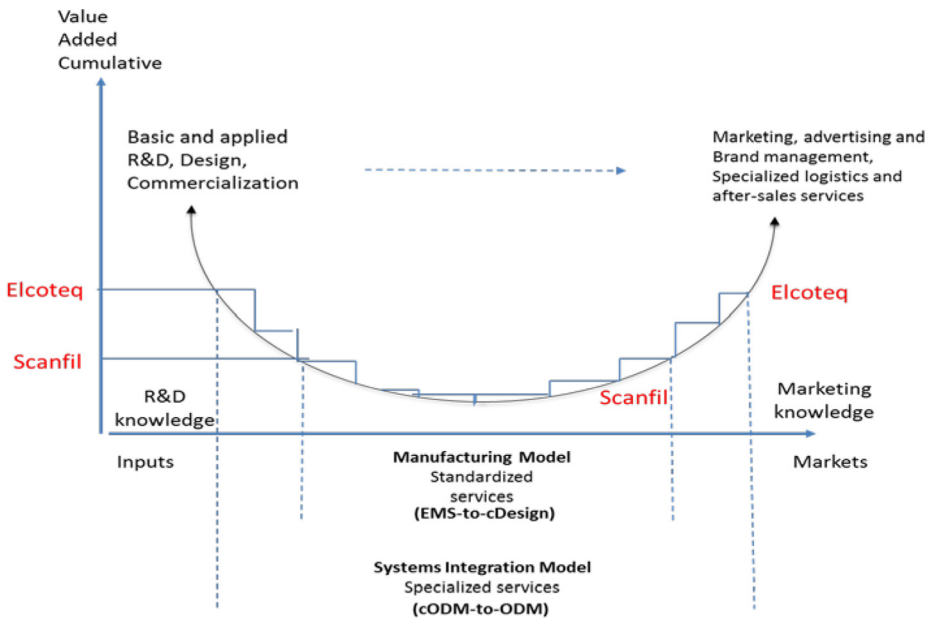 Value
Added
Cumulative
Basic and applied
R&D, Design,
Commercialization
Marketing, advertising and
Brand management,
Specialized logistics and
after-sales services
Elcoteq
Elcoteq
Scanfil
Scanfil
R&D
knowledge
Marketing
knowledge
Inputs
Markets
Manufacturing Model
Standardized
services
(EMS-to-cDesign)
Systems Integration Model
Specialized services
(cODM-to-ODM)